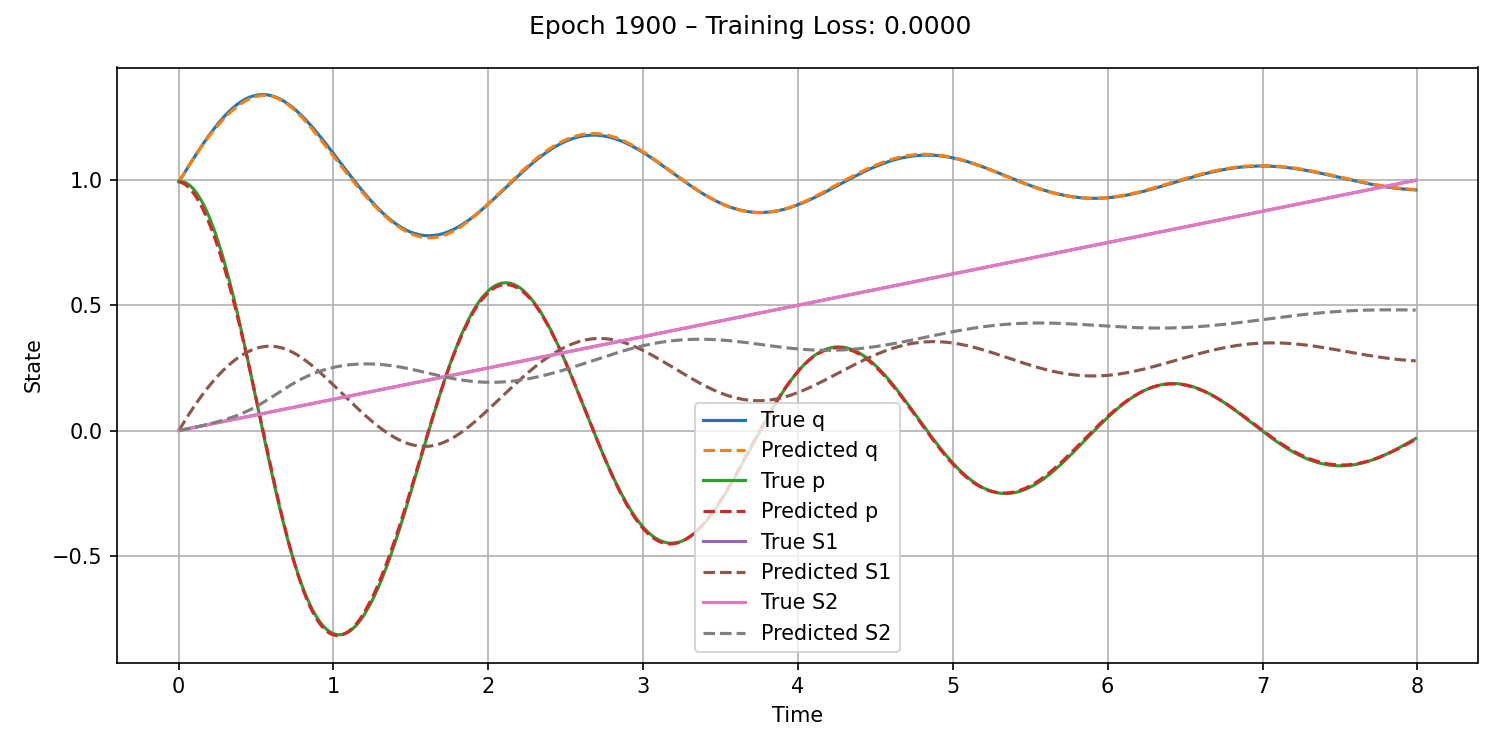 Epoch 1900 – Training Loss: 0.0000
State
1.0
0.5
0.0
−0.5
True q
Predicted q
True p
Predicted p
True S1
Predicted S1
True S2
Predicted S2
0 1 2 3 4 5 6 7 8
Time